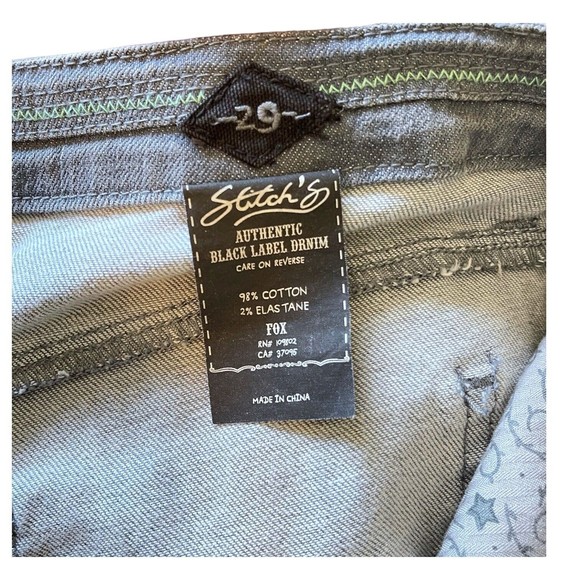 -29-
Stitch's
AUTHENTIC
BLACK LABEL DENIM
CARE ON REVERSE
98% COTTON
2% ELASTANE
FOX
RN# 109802
CA# 37095
MADE IN CHINA